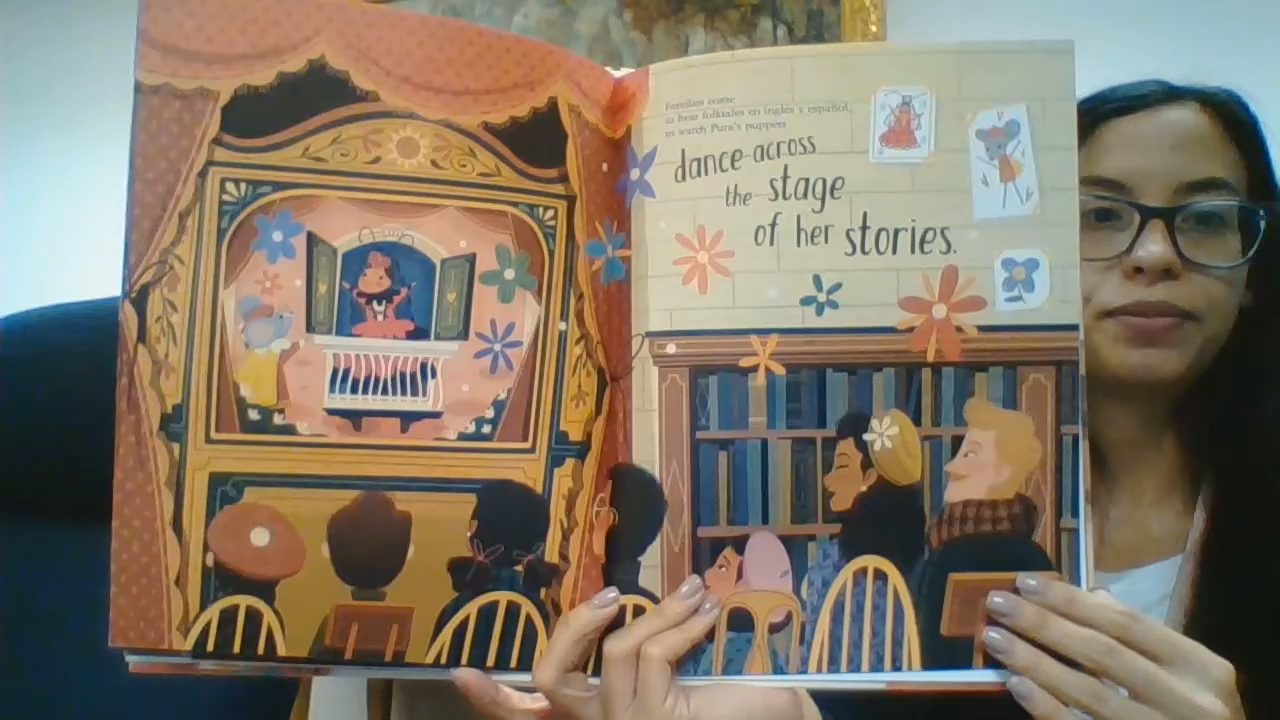 Families come
to hear folktales en inglés y español,
to watch Pura's puppets
dance across
the stage
of her stories.